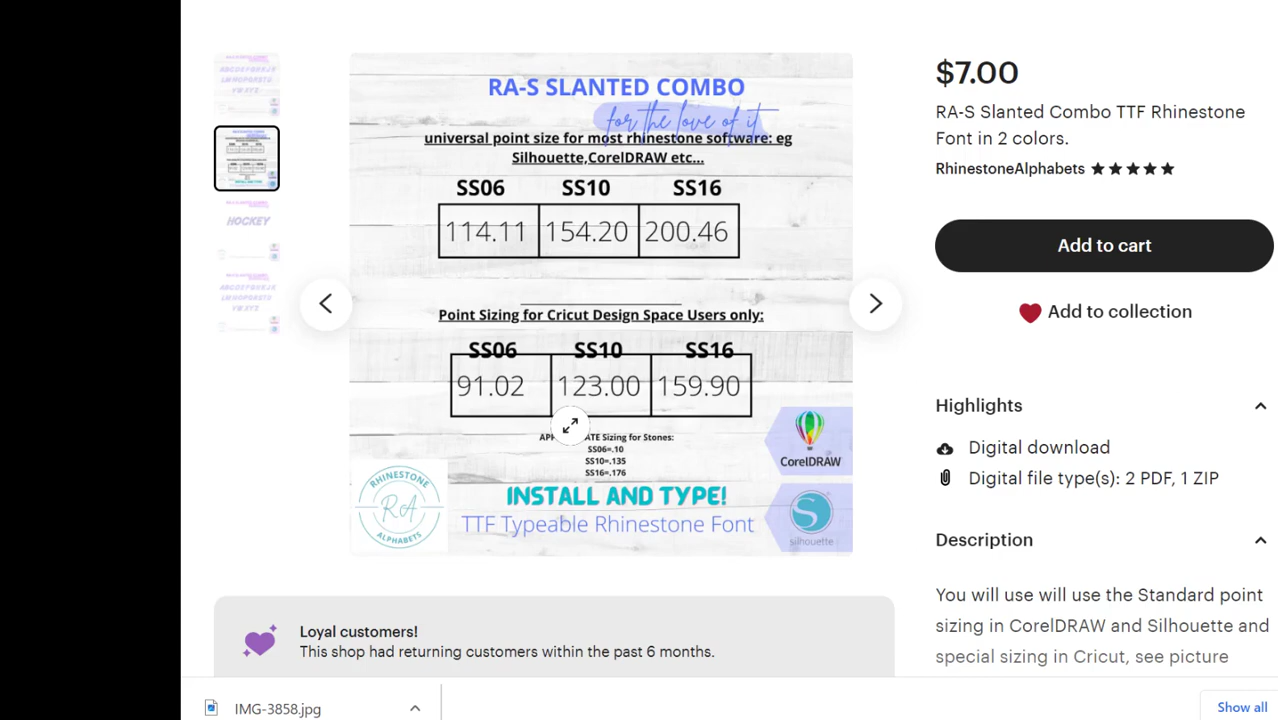 RA-S SLANTED COMBO
for the love of it
universal point size for most rhinestone software: eg
Silhouette,CorelDRAW etc...
SS06 SS10 SS16
114.11 154.20 200.46
Point Sizing for Cricut Design Space Users only:
SS06 SS10 SS16
91.02 123.00 159.90
ATE Sizing for Stones:
SS06=.10
SS10=.135
SS16=.176
INSTALL AND TYPE!
TTF Typeable Rhinestone Font
RHINESTONE
RA
ALPHABETS
CorelDRAW
silhouette
HOCKEY
$7.00
RA-S Slanted Combo TTF Rhinestone
Font in 2 colors.
RhinestoneAlphabets ★★★★★
Add to cart
Add to collection
Highlights
Digital download
Digital file type(s): 2 PDF, 1 ZIP
Description
You will use will use the Standard point
sizing in CorelDRAW and Silhouette and
special sizing in Cricut, see picture
Loyal customers!
This shop had returning customers within the past 6 months.
IMG-3858.jpg
Show all